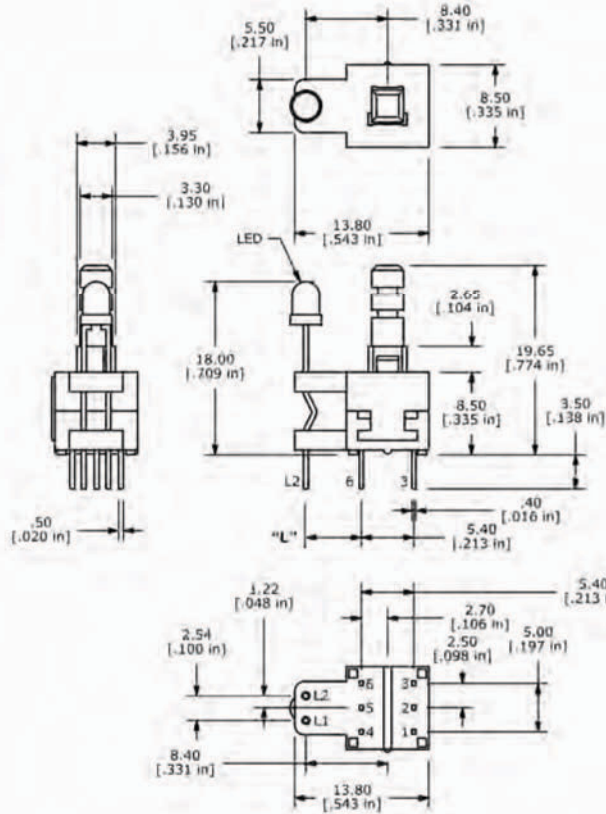 8.40
[.331 in]
5.50
[.217 in]
8.50
[.335 in]
3.95
[.156 in]
3.30
[.130 in]
13.80
[.543 in]
LED
2.65
[.104 in]
18.00
[.709 in]
19.65
[.774 in]
8.50
[.335 in]
3.50
[.138 in]
L2
6
3
.50
[.020 in]
.40
[.016 in]
"L"
5.40
[.213 in]
1.22
[.048 in]
5.40
[.213 i
2.70
[.106 in]
2.54
[.100 in]
2.50
[.098 in]
5.00
[.197 in]
L2
6
3
5
2
L1
4
1
8.40
[.331 in]
13.80
[.543 in]